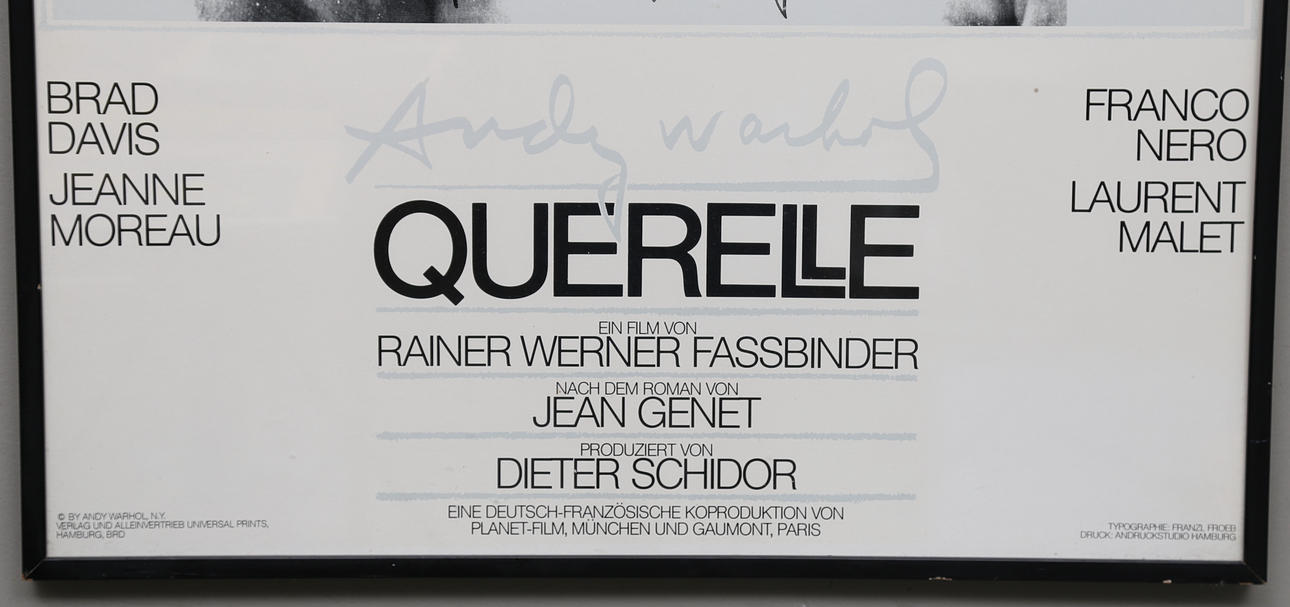 BRAD
DAVIS
JEANNE
MOREAU
Andy Warhol
FRANCO
NERO
LAURENT
MALET
QUERELLE
EIN FILM VON
RAINER WERNER FASSBINDER
NACH DEM ROMAN VON
JEAN GENET
PRODUZIERT VON
DIETER SCHIDOR
EINE DEUTSCH-FRANZÖSISCHE KOPRODUKTION VON
PLANET-FILM, MÜNCHEN UND GAUMONT, PARIS
© BY ANDY WARHOL, N.Y.
VERLAG UND ALLEINVERTRIEB UNIVERSAL PRINTS,
HAMBURG, BRD
TYPOGRAPHIE: FRANZL FROEB
DRUCK: ANDRUCKSTUDIO HAMBURG